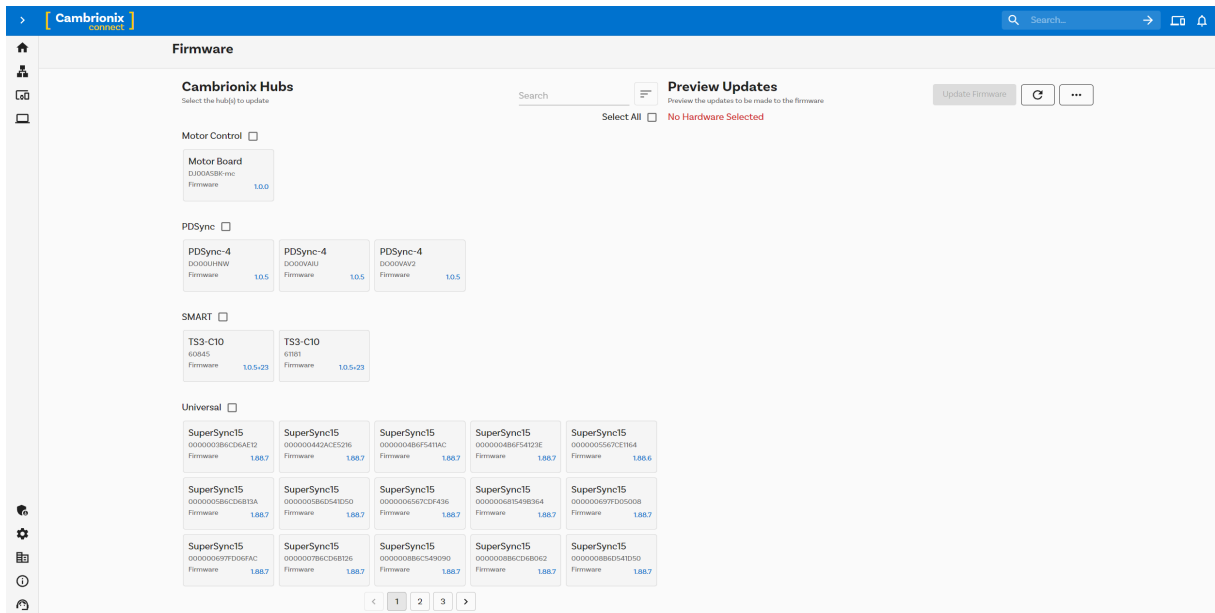 Cambrionix
connect
Search...
Firmware
Cambrionix Hubs
Select the hub(s) to update
Search
Select All
Preview Updates
Preview the updates to be made to the firmware
No Hardware Selected
Update Firmware
...
Motor Control
Motor Board
DJ00ASBK-mc
Firmware 1.0.0
PDSync
PDSync-4 PDSync-4 PDSync-4
DO00UHNW DO00VAIU DO00VAV2
Firmware 1.0.5 Firmware 1.0.5 Firmware 1.0.5
SMART
TS3-C10 TS3-C10
60845 61181
Firmware 1.0.5+23 Firmware 1.0.5+23
Universal
SuperSync15 SuperSync15 SuperSync15 SuperSync15 SuperSync15
0000003B6CD6AE12 000000442ACE5216 0000004B6F5411AC 0000004B6F54123E 0000005567CE1164
Firmware 1.88.7 Firmware 1.88.7 Firmware 1.88.7 Firmware 1.88.7 Firmware 1.88.6
SuperSync15 SuperSync15 SuperSync15 SuperSync15 SuperSync15
0000005B6CD6B13A 0000005B6D541D50 0000006567CDF436 000000681549B364 000000697FD05008
Firmware 1.88.7 Firmware 1.88.7 Firmware 1.88.7 Firmware 1.88.7 Firmware 1.88.7
SuperSync15 SuperSync15 SuperSync15 SuperSync15 SuperSync15
000000697FD06FAC 0000007B6CD6B126 0000008B6C549090 0000008B6CD6B062 0000008B6D541D50
Firmware 1.88.7 Firmware 1.88.7 Firmware 1.88.7 Firmware 1.88.7 Firmware 1.88.7
< 1 2 3 >